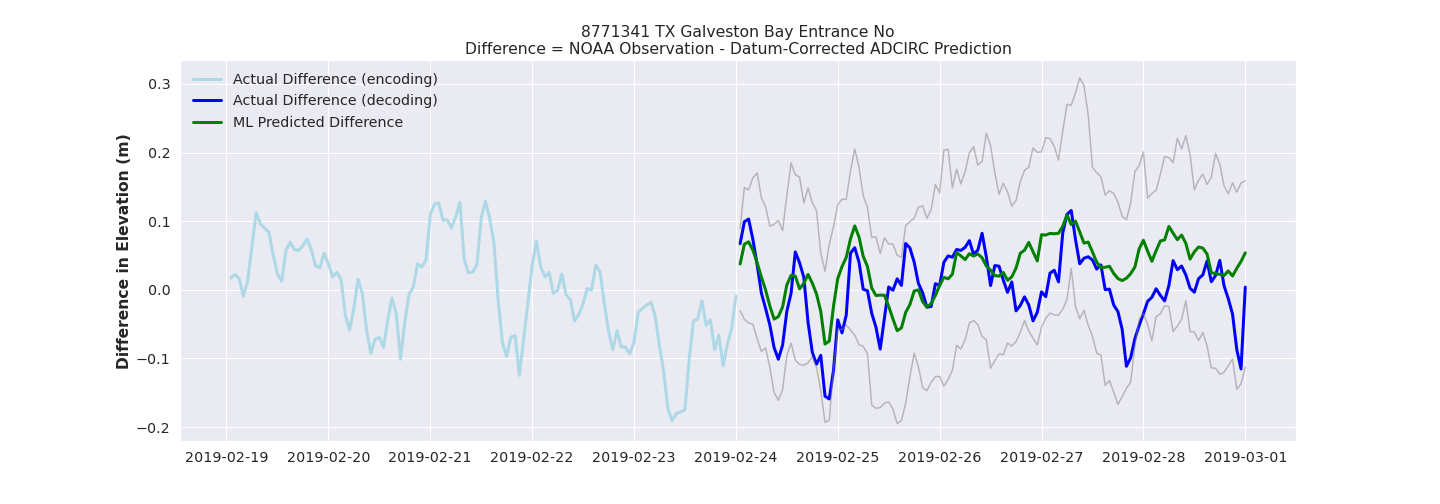 8771341 TX Galveston Bay Entrance No
Difference = NOAA Observation - Datum-Corrected ADCIRC Prediction
Actual Difference (encoding)
Actual Difference (decoding)
ML Predicted Difference
Difference in Elevation (m)
0.3
0.2
0.1
0.0
−0.1
−0.2
2019-02-19 2019-02-20 2019-02-21 2019-02-22 2019-02-23 2019-02-24 2019-02-25 2019-02-26 2019-02-27 2019-02-28 2019-03-01